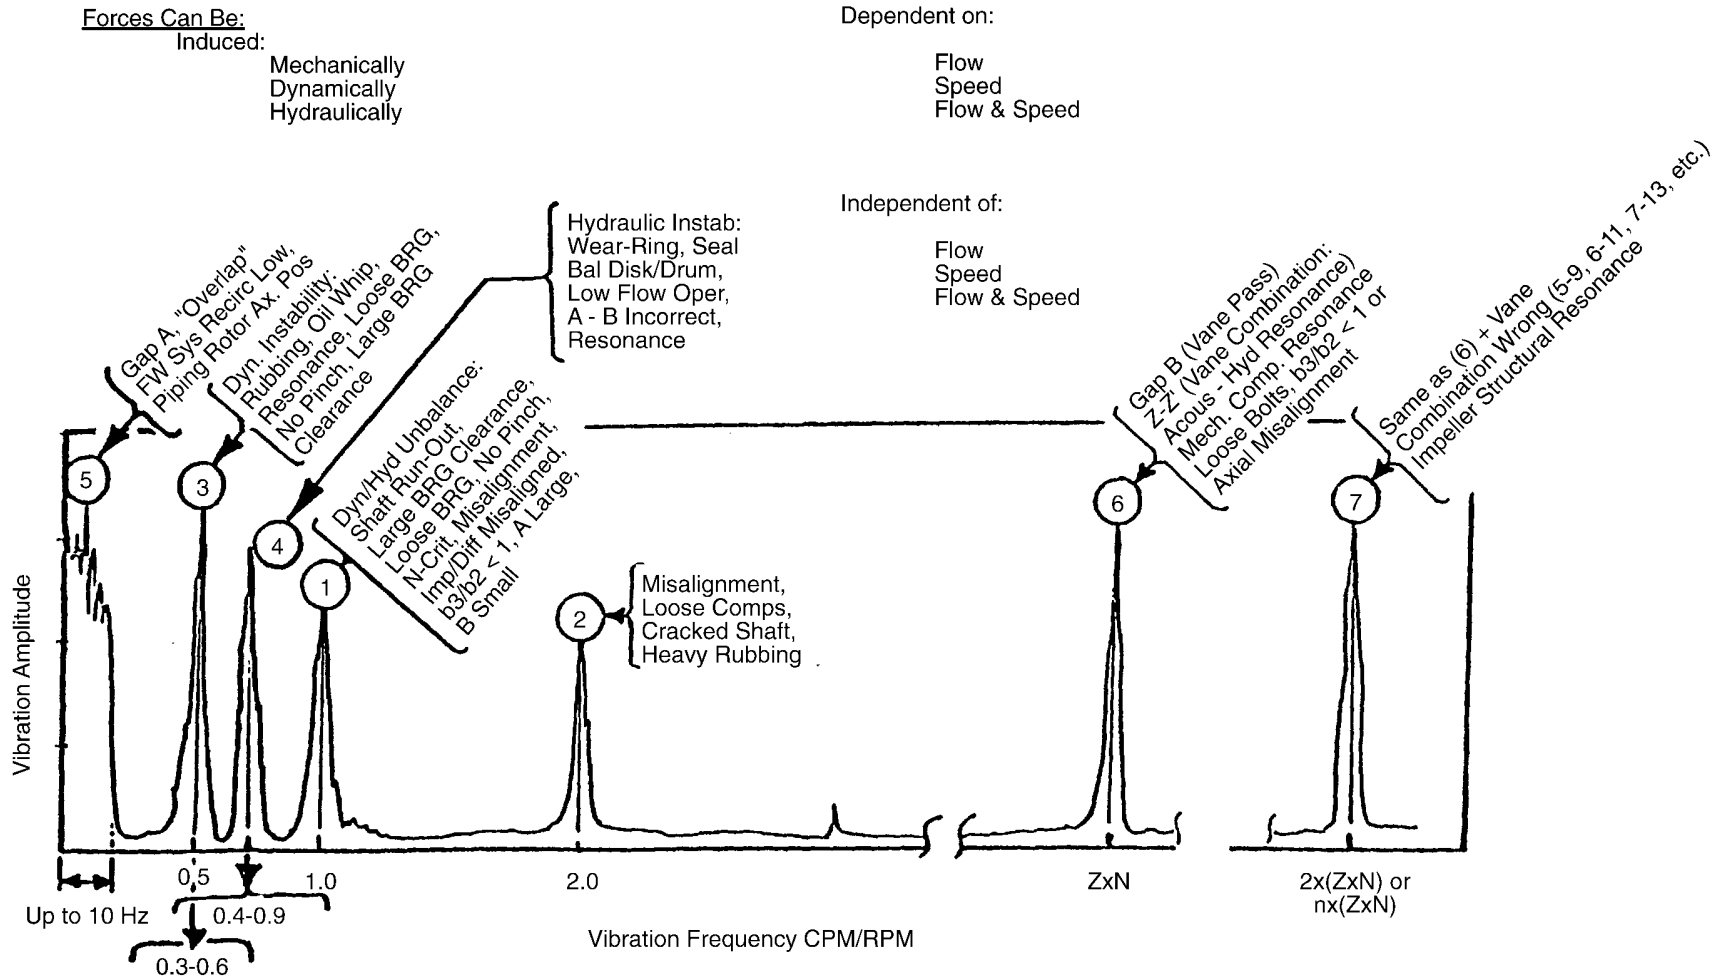 Forces Can Be:
Induced:
Mechanically
Dynamically
Hydraulically
Dependent on:
Flow
Speed
Flow & Speed
Independent of:
Flow
Speed
Flow & Speed
Gap A, "Overlap"
FW Sys Recirc Low,
Piping Rotor Ax. Pos
Dyn. Instability:
Rubbing, Oil Whip,
Resonance, Loose BRG,
No Pinch, Large BRG
Clearance
Hydraulic Instab:
Wear-Ring, Seal
Bal Disk/Drum,
Low Flow Oper,
A - B Incorrect,
Resonance
Dyn/Hyd Unbalance:
Shaft Run-Out,
Large BRG Clearance,
Loose BRG, No Pinch,
N-Crit, Misalignment,
Imp/Diff Misaligned,
b3/b2 < 1, A Large,
B Small
Misalignment,
Loose Comps,
Cracked Shaft,
Heavy Rubbing
Gap B (Vane Pass)
Z-Z' (Vane Combination:
Acous - Hyd Resonance)
Mech. Comp. Resonance
Loose Bolts, b3/b2 < 1 or
Axial Misalignment
Same as (6) + Vane
Combination Wrong (5-9, 6-11, 7-13, etc.)
Impeller Structural Resonance
5
3
4
1
2
6
7
Vibration Amplitude
0.5
1.0
2.0
ZxN
2x(ZxN) or
nx(ZxN)
Up to 10 Hz
0.4-0.9
0.3-0.6
Vibration Frequency CPM/RPM